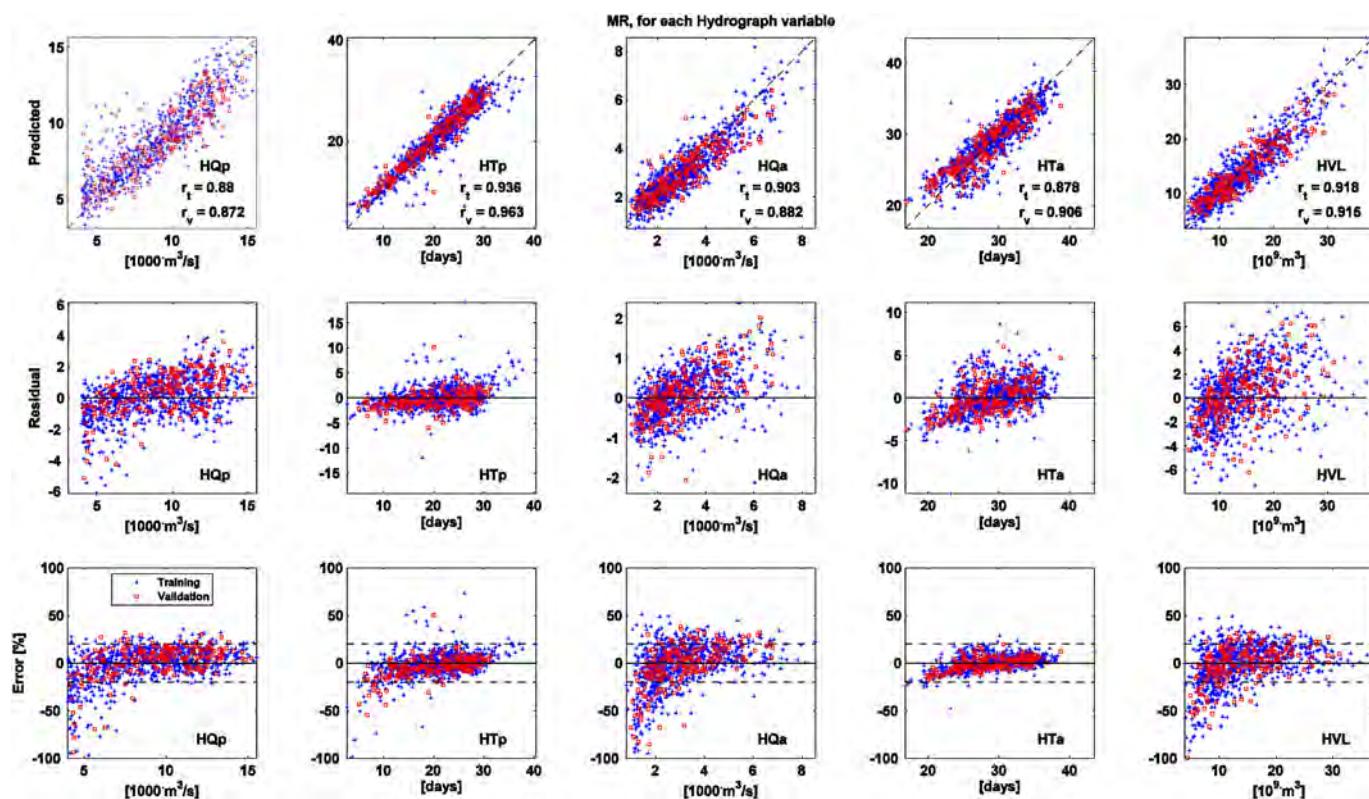 MR, for each Hydrograph variable
Predicted
15
10
5
HQp
r_t = 0.88
r_v = 0.872
5 10 15
[1000·m³/s]
40
20
HTp
r_t = 0.936
r_v = 0.963
10 20 30 40
[days]
8
6
4
2
HQa
r_t = 0.903
r_v = 0.882
2 4 6 8
[1000·m³/s]
40
30
20
HTa
r_t = 0.878
r_v = 0.906
20 30 40
[days]
30
20
10
HVL
r_t = 0.918
r_v = 0.916
10 20 30
[10⁹·m³]
Residual
6
4
2
0
-2
-4
-6
HQp
5 10 15
[1000·m³/s]
15
10
5
0
-5
-10
-15
HTp
10 20 30 40
[days]
2
1
0
-1
-2
HQa
2 4 6 8
[1000·m³/s]
10
5
0
-5
-10
HTa
20 30 40
[days]
6
4
2
0
-2
-4
-6
HVL
10 20 30
[10⁹·m³]
Error [%]
100
50
0
-50
-100
Training
Validation
HQp
5 10 15
[1000·m³/s]
100
50
0
-50
-100
HTp
10 20 30 40
[days]
100
50
0
-50
-100
HQa
2 4 6 8
[1000·m³/s]
100
50
0
-50
-100
HTa
20 30 40
[days]
100
50
0
-50
-100
HVL
10 20 30
[10⁹·m³]